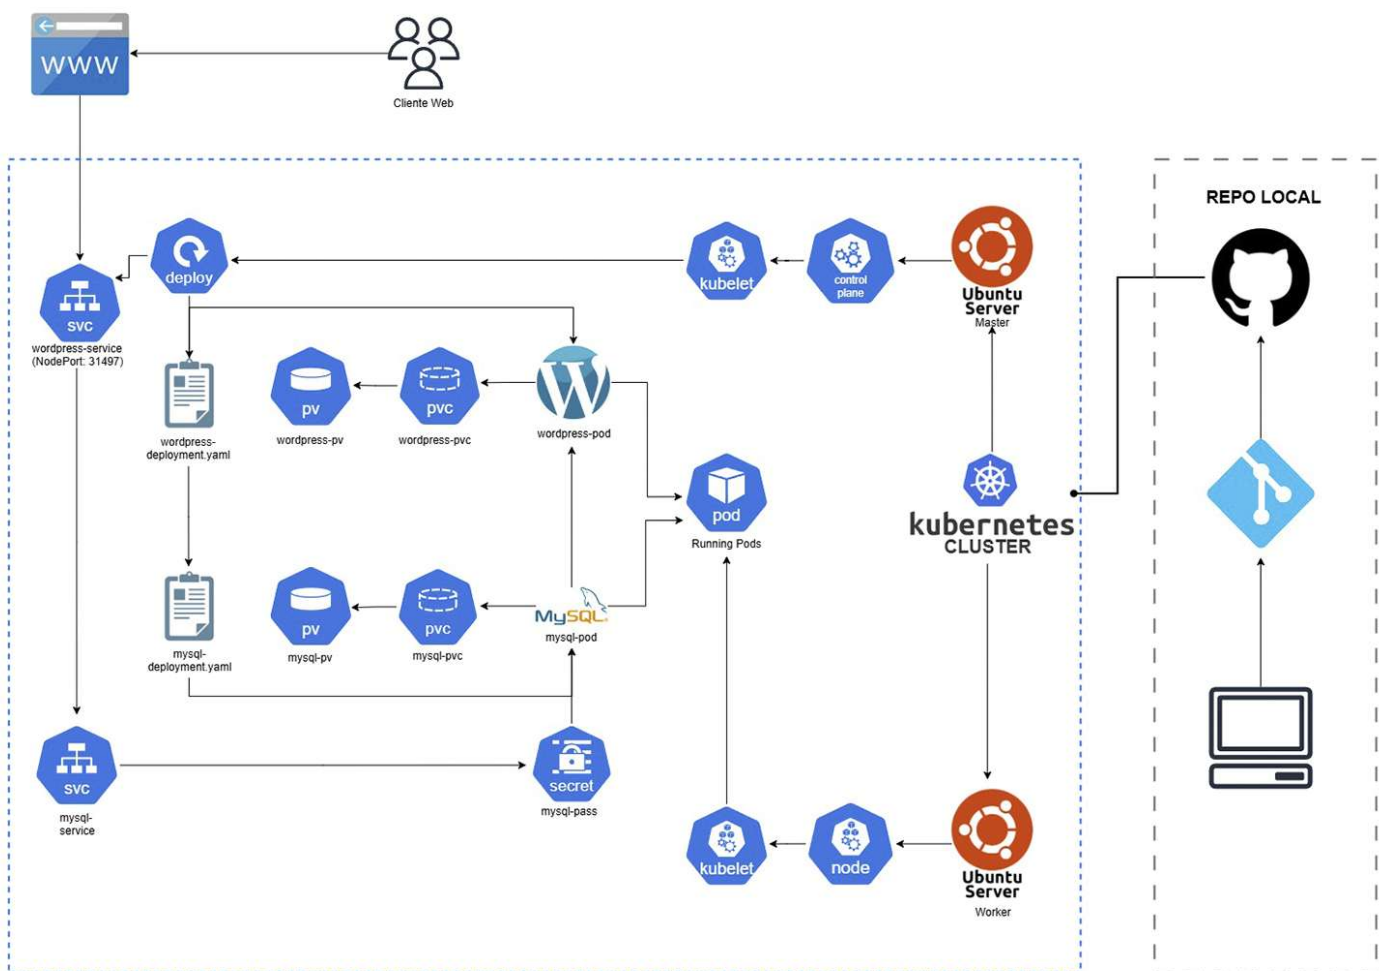 WWW
Cliente Web
REPO LOCAL
deploy
kubelet
control
plane
Ubuntu
Server
Master
svc
wordpress-service
(NodePort: 31497)
pv
wordpress-pv
pvc
wordpress-pvc
wordpress-pod
wordpress-
deployment.yaml
pod
Running Pods
kubernetes
CLUSTER
pv
mysql-pv
pvc
mysql-pvc
MySQL
mysql-pod
mysql-
deployment.yaml
svc
mysql-
service
secret
mysql-pass
kubelet
node
Ubuntu
Server
Worker